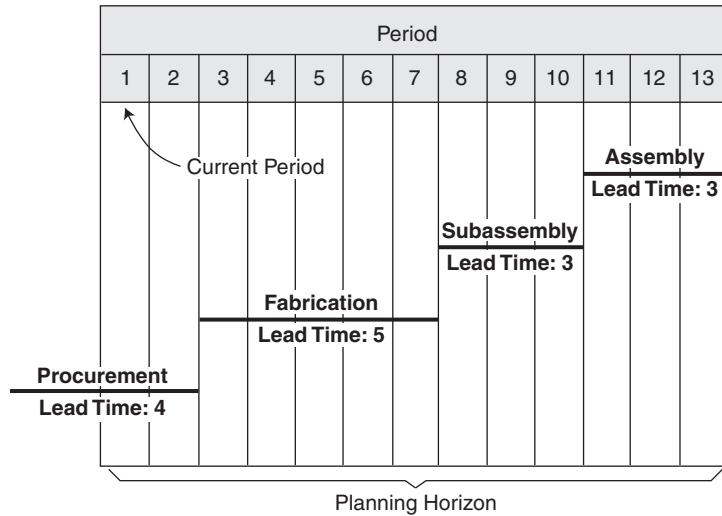 Period
1 2 3 4 5 6 7 8 9 10 11 12 13
Current Period
Assembly
Lead Time: 3
Subassembly
Lead Time: 3
Fabrication
Lead Time: 5
Procurement
Lead Time: 4
Planning Horizon